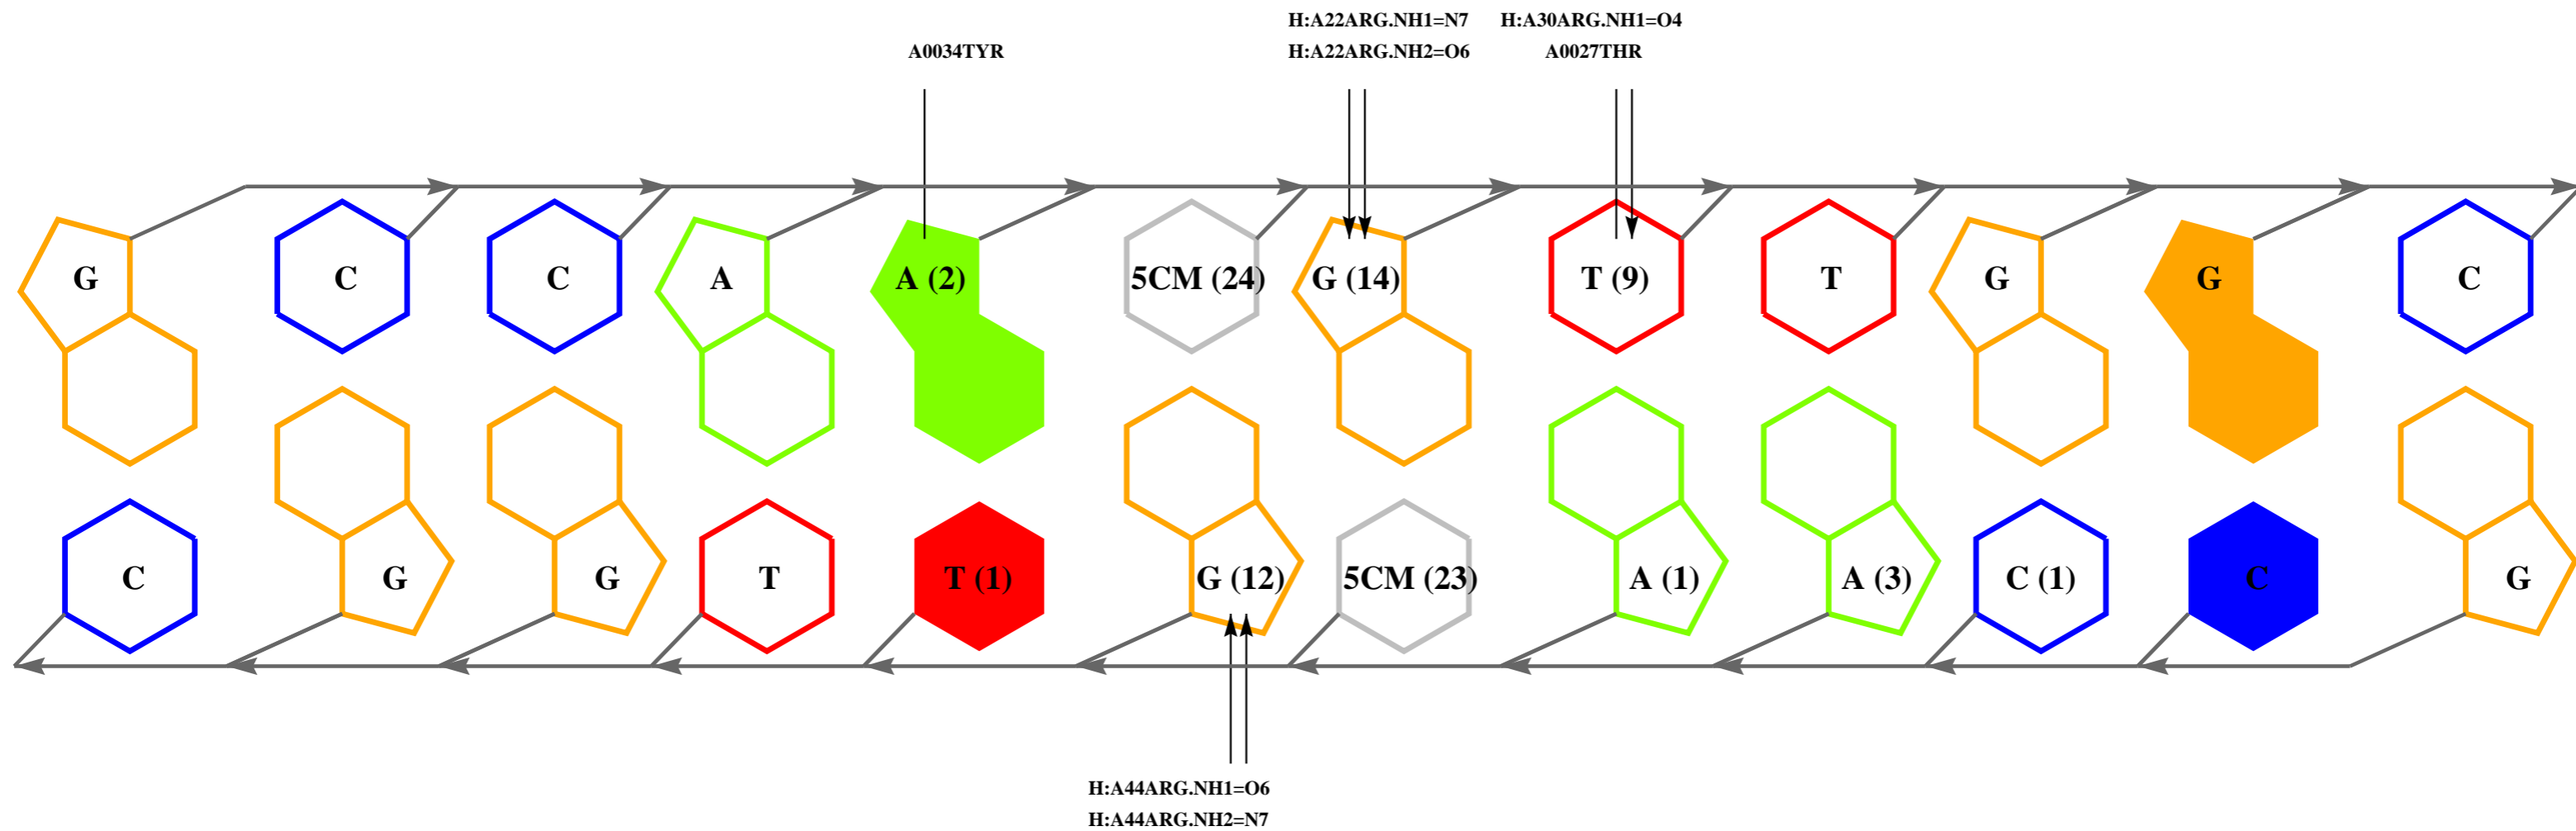 H:A22ARG.NH1=N7 H:A30ARG.NH1=O4
A0034TYR H:A22ARG.NH2=O6 A0027THR
G C C A A (2) 5CM (24) G (14) T (9) T G G C
C G G T T (1) G (12) 5CM (23) A (1) A (3) C (1) C G
H:A44ARG.NH1=O6
H:A44ARG.NH2=N7